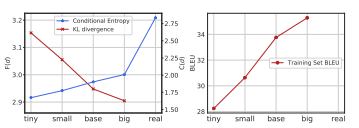 Conditional Entropy
KL divergence
3.2
3.1
3.0
2.9
F(d)
2.75
2.50
2.25
2.00
1.75
1.50
C(d)
tiny small base big real
Training Set BLEU
34
32
30
28
BLEU
tiny small base big real